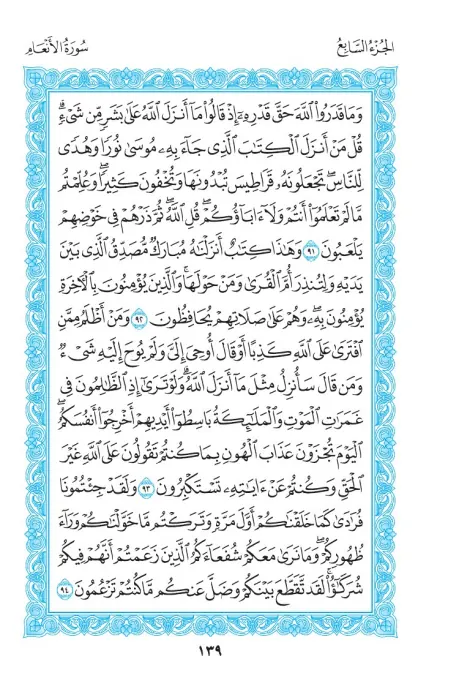 الجزء السابع
سورة الأنعام
وَمَا قَدَرُوا۟ ٱللَّهَ حَقَّ قَدْرِهِۦٓ إِذْ قَالُوا۟ مَآ أَنزَلَ ٱللَّهُ عَلَىٰ بَشَرٍ مِّن شَىْءٍ ۗ
قُلْ مَنْ أَنزَلَ ٱلْكِتَـٰبَ ٱلَّذِى جَآءَ بِهِۦ مُوسَىٰ نُورًا وَهُدًى
لِّلنَّاسِ ۖ تَجْعَلُونَهُۥ قَرَاطِيسَ تُبْدُونَهَا وَتُخْفُونَ كَثِيرًا ۖ وَعُلِّمْتُم
مَّا لَمْ تَعْلَمُوٓا۟ أَنتُمْ وَلَآ ءَابَآؤُكُمْ ۖ قُلِ ٱللَّهُ ۖ ثُمَّ ذَرْهُمْ فِى خَوْضِهِمْ
يَلْعَبُونَ ٩١ وَهَـٰذَا كِتَـٰبٌ أَنزَلْنَـٰهُ مُبَارَكٌ مُّصَدِّقُ ٱلَّذِى بَيْنَ
يَدَيْهِ وَلِتُنذِرَ أُمَّ ٱلْقُرَىٰ وَمَنْ حَوْلَهَا ۚ وَٱلَّذِينَ يُؤْمِنُونَ بِٱلْـَٔاخِرَةِ
يُؤْمِنُونَ بِهِۦ ۖ وَهُمْ عَلَىٰ صَلَاتِهِمْ يُحَافِظُونَ ٩٢ وَمَنْ أَظْلَمُ مِمَّنِ
ٱفْتَرَىٰ عَلَى ٱللَّهِ كَذِبًا أَوْ قَالَ أُوحِىَ إِلَىَّ وَلَمْ يُوحَ إِلَيْهِ شَىْءٌ
وَمَن قَالَ سَأُنزِلُ مِثْلَ مَآ أَنزَلَ ٱللَّهُ ۗ وَلَوْ تَرَىٰٓ إِذِ ٱلظَّـٰلِمُونَ فِى
غَمَرَٰتِ ٱلْمَوْتِ وَٱلْمَلَـٰٓئِكَةُ بَاسِطُوٓا۟ أَيْدِيهِمْ أَخْرِجُوٓا۟ أَنفُسَكُمُ ۖ
ٱلْيَوْمَ تُجْزَوْنَ عَذَابَ ٱلْهُونِ بِمَا كُنتُمْ تَقُولُونَ عَلَى ٱللَّهِ غَيْرَ
ٱلْحَقِّ وَكُنتُمْ عَنْ ءَايَـٰتِهِۦ تَسْتَكْبِرُونَ ٩٣ وَلَقَدْ جِئْتُمُونَا
فُرَٰدَىٰ كَمَا خَلَقْنَـٰكُمْ أَوَّلَ مَرَّةٍ وَتَرَكْتُم مَّا خَوَّلْنَـٰكُمْ وَرَآءَ
ظُهُورِكُمْ ۖ وَمَا نَرَىٰ مَعَكُمْ شُفَعَآءَكُمُ ٱلَّذِينَ زَعَمْتُمْ أَنَّهُمْ فِيكُمْ
شُرَكَـٰٓؤُا۟ ۚ لَقَد تَّقَطَّعَ بَيْنَكُمْ وَضَلَّ عَنكُم مَّا كُنتُمْ تَزْعُمُونَ ٩٤
١٣٩